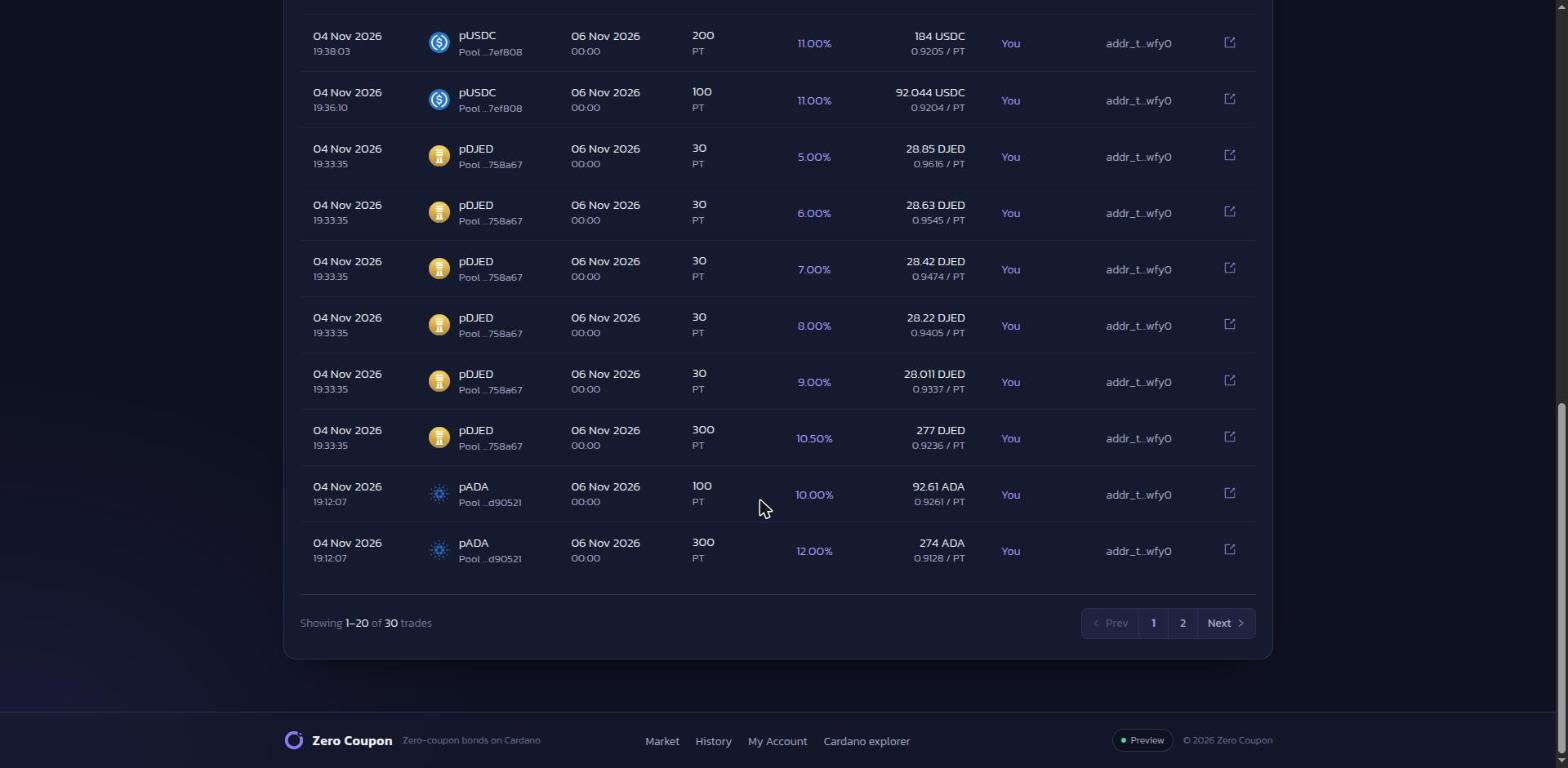 04 Nov 2026 pUSDC 06 Nov 2026 200 11.00% 184 USDC You addr_t...wfy0
19:38:03 Pool ...7ef808 00:00 PT 0.9205 / PT
04 Nov 2026 pUSDC 06 Nov 2026 100 11.00% 92.044 USDC You addr_t...wfy0
19:36:10 Pool ...7ef808 00:00 PT 0.9204 / PT
04 Nov 2026 pDJED 06 Nov 2026 30 5.00% 28.85 DJED You addr_t...wfy0
19:33:35 Pool ...758a67 00:00 PT 0.9616 / PT
04 Nov 2026 pDJED 06 Nov 2026 30 6.00% 28.63 DJED You addr_t...wfy0
19:33:35 Pool ...758a67 00:00 PT 0.9545 / PT
04 Nov 2026 pDJED 06 Nov 2026 30 7.00% 28.42 DJED You addr_t...wfy0
19:33:35 Pool ...758a67 00:00 PT 0.9474 / PT
04 Nov 2026 pDJED 06 Nov 2026 30 8.00% 28.22 DJED You addr_t...wfy0
19:33:35 Pool ...758a67 00:00 PT 0.9405 / PT
04 Nov 2026 pDJED 06 Nov 2026 30 9.00% 28.011 DJED You addr_t...wfy0
19:33:35 Pool ...758a67 00:00 PT 0.9337 / PT
04 Nov 2026 pDJED 06 Nov 2026 300 10.50% 277 DJED You addr_t...wfy0
19:33:35 Pool ...758a67 00:00 PT 0.9236 / PT
04 Nov 2026 pADA 06 Nov 2026 100 10.00% 92.61 ADA You addr_t...wfy0
19:12:07 Pool ...d90521 00:00 PT 0.9261 / PT
04 Nov 2026 pADA 06 Nov 2026 300 12.00% 274 ADA You addr_t...wfy0
19:12:07 Pool ...d90521 00:00 PT 0.9128 / PT
Showing 1–20 of 30 trades Prev 1 2 Next
Zero Coupon Zero-coupon bonds on Cardano Market History My Account Cardano explorer Preview © 2026 Zero Coupon